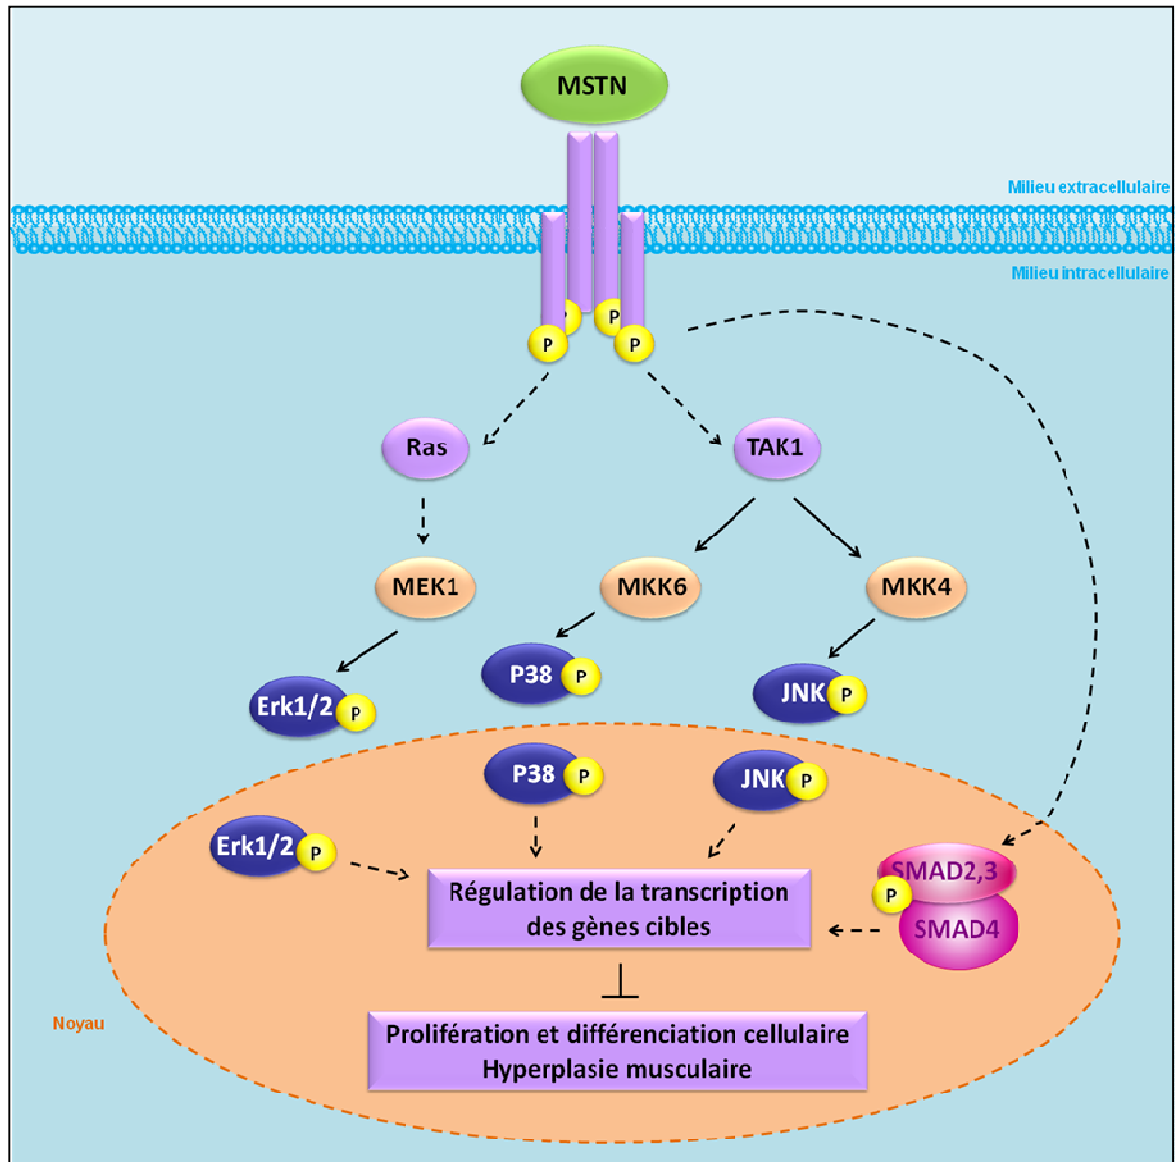 MSTN
Milieu extracellulaire
Milieu intracellulaire
P
P
P
P
Ras
TAK1
MEK1
MKK6
MKK4
P38
P
Erk1/2
P
JNK
P
P38
P
JNK
P
Erk1/2
P
SMAD2,3
P
SMAD4
Régulation de la transcription
des gènes cibles
Noyau
Prolifération et différenciation cellulaire
Hyperplasie musculaire